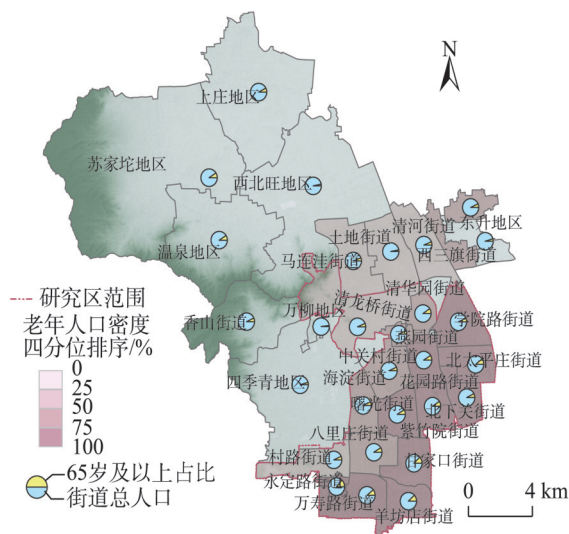 N
上庄地区
苏家坨地区
西北旺地区
清河街道
东升地区
土地街道
西三旗街道
温泉地区
马连洼街道
清华园街道
研究区范围
老年人口密度
四分位排序/%
0
25
50
75
100
65岁及以上占比
街道总人口
香山街道
万柳地区
清龙桥街道
学院路街道
燕园街道
中关村街道
北太平庄街道
四季青地区
海淀街道
花园路街道
曙光街道
北下关街道
紫竹院街道
八里庄街道
村路街道
甘家口街道
永定路街道
万寿路街道
羊坊店街道
0 4 km